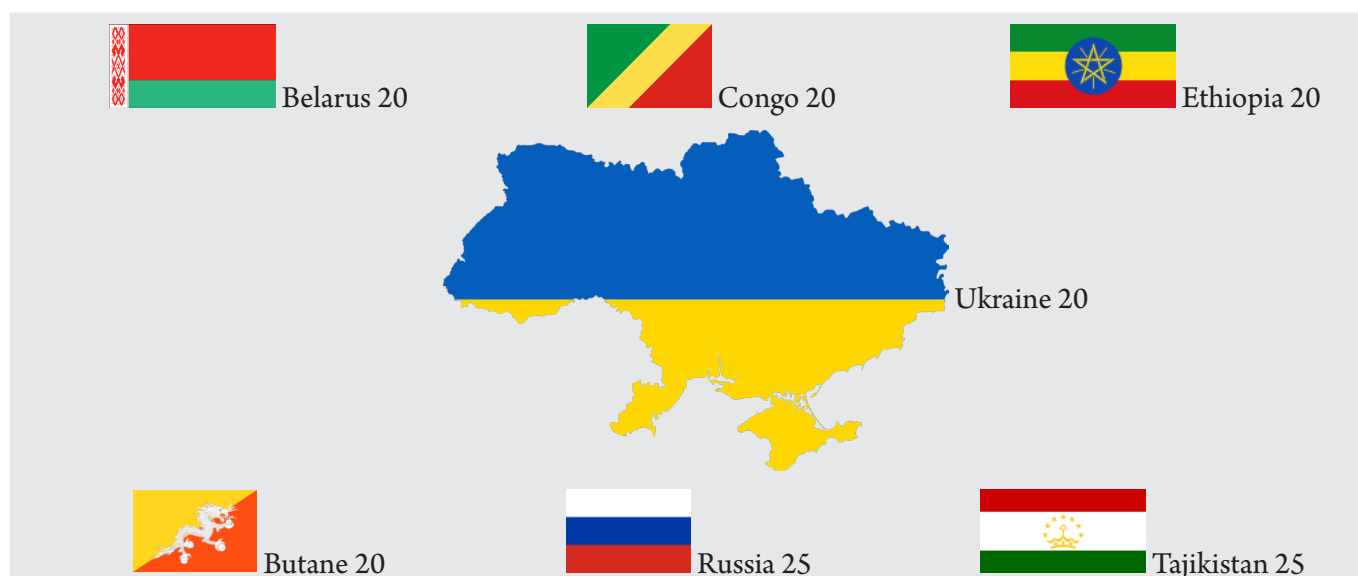 Belarus 20
Congo 20
Ethiopia 20
Ukraine 20
Butane 20
Russia 25
Tajikistan 25